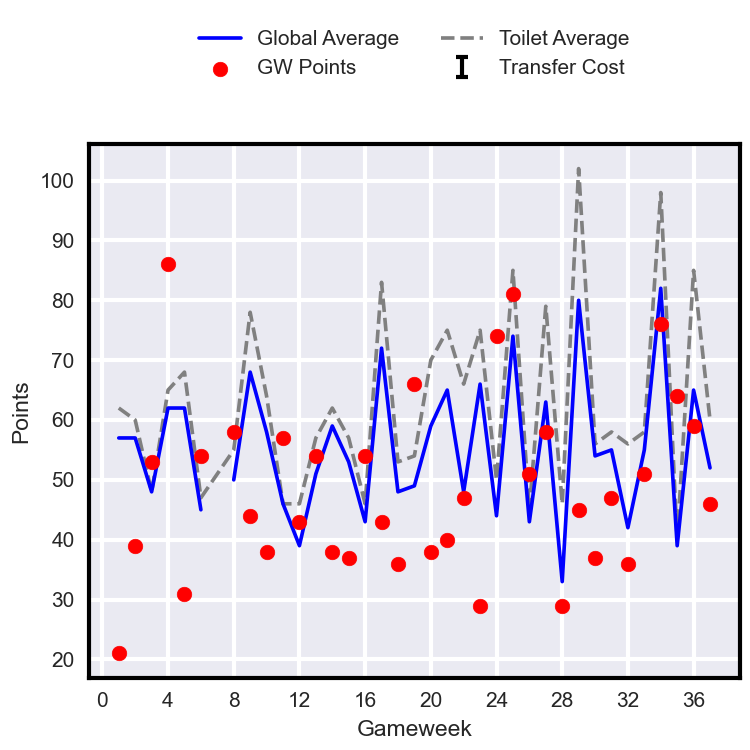 Global Average
GW Points
Toilet Average
Transfer Cost
Points
100
90
80
70
60
50
40
30
20
0 4 8 12 16 20 24 28 32 36
Gameweek